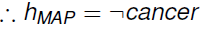 ∴ h_MAP = ¬cancer